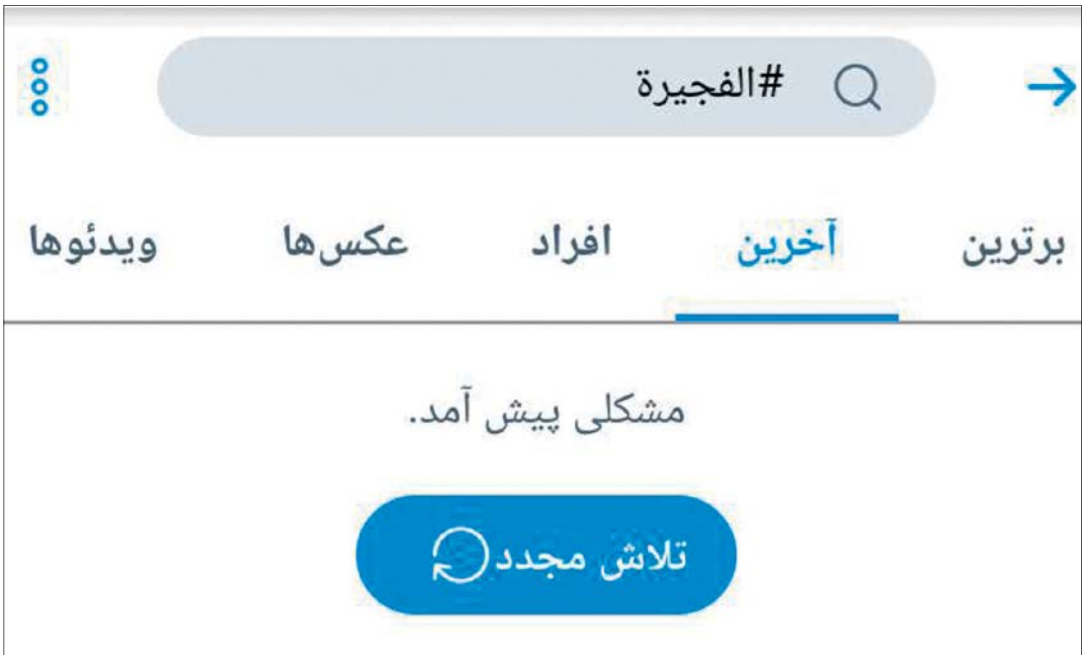 #الفجيرة
برترین آخرین افراد عکس‌ها ویدئوها
مشکلی پیش آمد.
تلاش مجدد